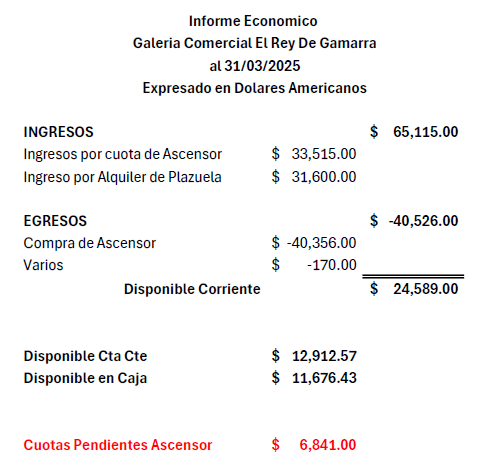 Informe Economico
Galeria Comercial El Rey De Gamarra
al 31/03/2025
Expresado en Dolares Americanos
INGRESOS $ 65,115.00
Ingresos por cuota de Ascensor $ 33,515.00
Ingreso por Alquiler de Plazuela $ 31,600.00
EGRESOS $ -40,526.00
Compra de Ascensor $ -40,356.00
Varios $ -170.00
Disponible Corriente $ 24,589.00
Disponible Cta Cte $ 12,912.57
Disponible en Caja $ 11,676.43
Cuotas Pendientes Ascensor $ 6,841.00